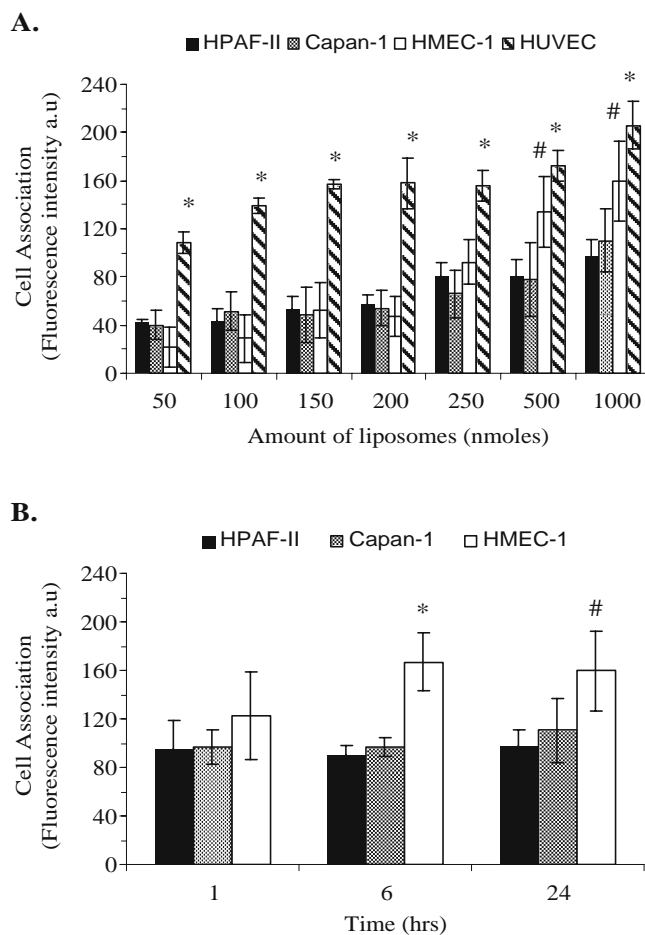 A.
HPAF-II Capan-1 HMEC-1 HUVEC
Cell Association
(Fluorescence intensity a.u)
240
200
160
120
80
40
0
* * * * * # * # *
50 100 150 200 250 500 1000
Amount of liposomes (nmoles)
B.
HPAF-II Capan-1 HMEC-1
Cell Association
(Fluorescence intensity a.u)
240
200
160
120
80
40
0
* #
1 6 24
Time (hrs)